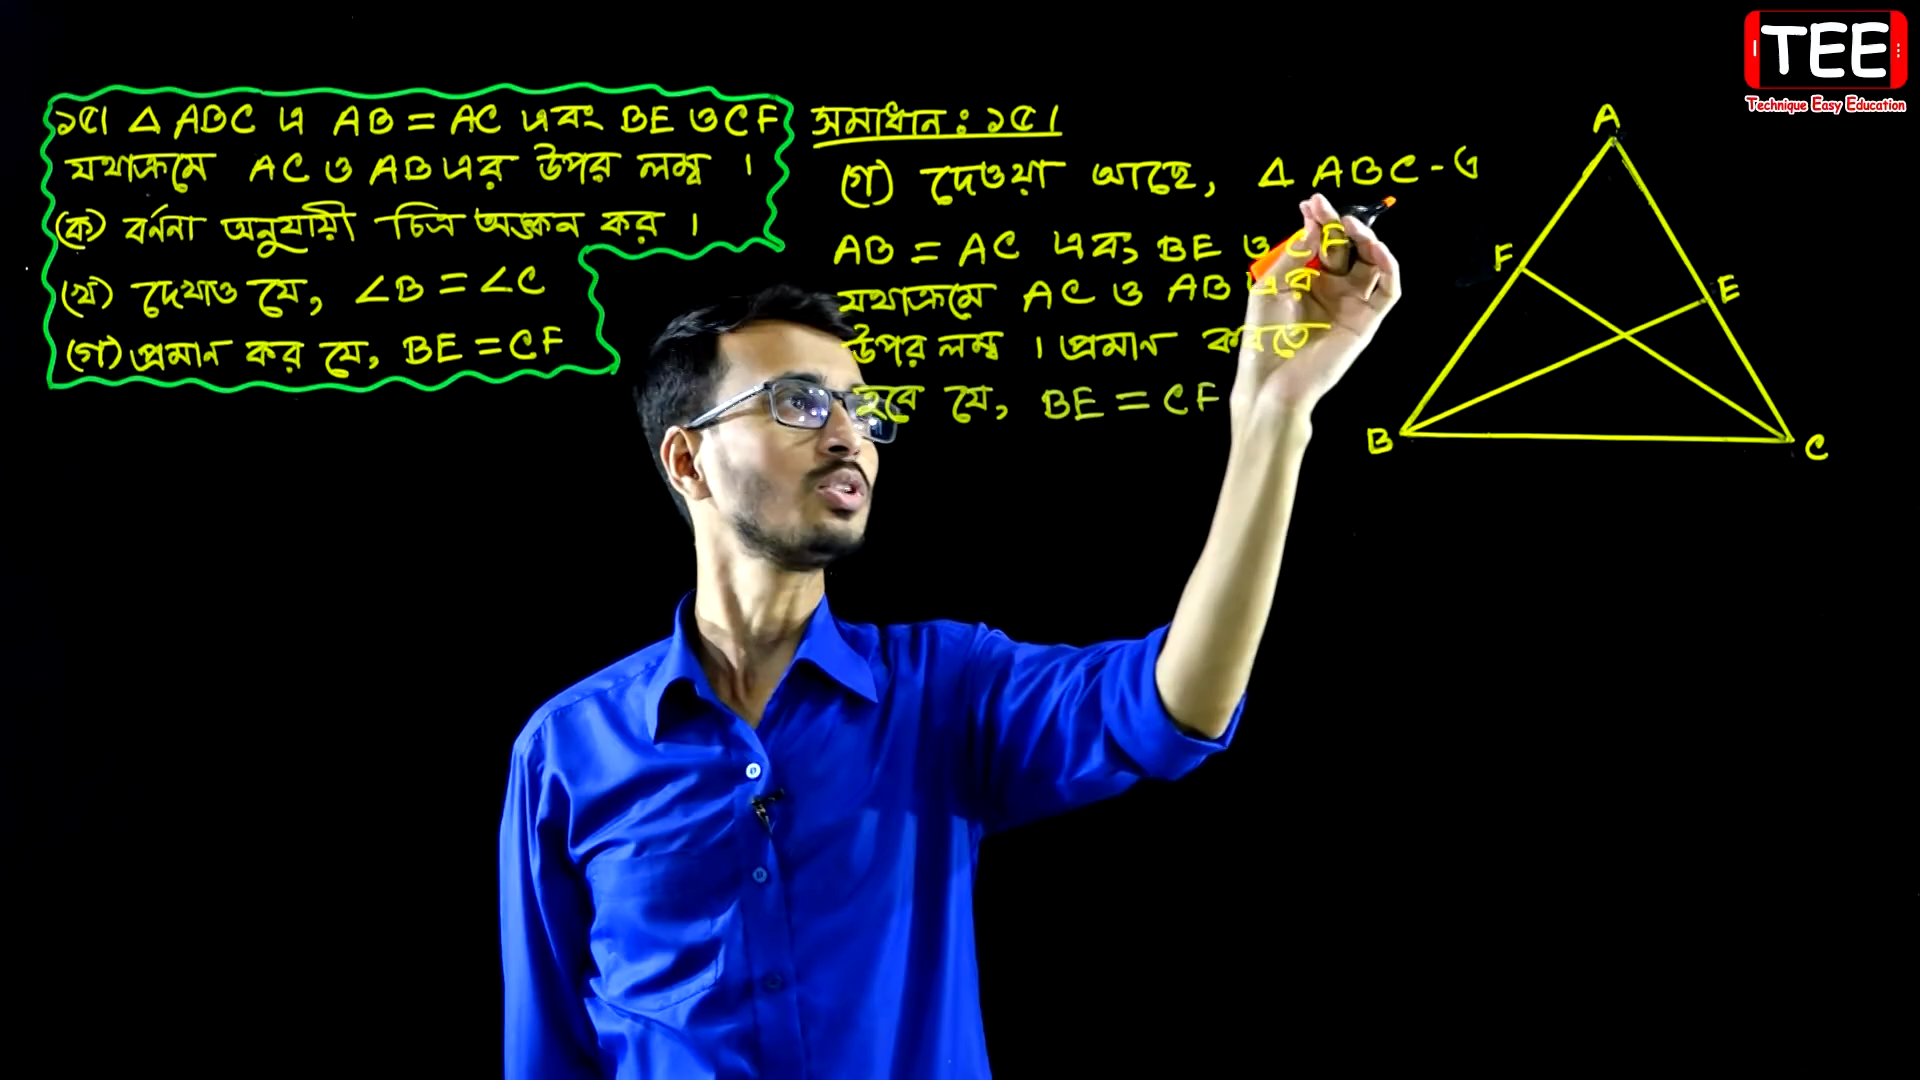 ১৫। △ ABC এ AB = AC এবং BE ও CF
যথাক্রমে AC ও AB এর উপর লম্ব ।
(ক) বর্ননা অনুযায়ী চিত্র অঙ্কন কর ।
(খ) দেখাও যে, ∠B = ∠C
(গ) প্রমান কর যে, BE = CF
সমাধান : ১৫।
(গ) দেওয়া আছে, △ ABC-এ
AB = AC এবং BE ও CF
যথাক্রমে AC ও AB এর
উপর লম্ব । প্রমান করতে
হবে যে, BE = CF
A
F
E
B
C
TEE
Technique Easy Education